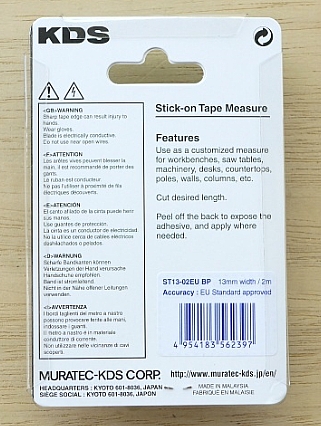 KDS
<GB>WARNING
Sharp tape edge can result injury to
hands.
Wear gloves.
Blade is electrically conductive.
Do not use near open wires.
<F>ATTENTION
Les arêtes vives peuvent blesser la
main. Il est recommandé de porter des
gants.
Le ruban est conducteur
Ne pas l'utiliser à proximité de fils
électriques découverts.
<E>ATENCION
El canto afilado de la cinta puede herir
sus manos.
Use guantes de protección.
La cinta es un conductor de electricidad.
No la utilice cerca de cables eléctricos
dashilachados o pelados.
<D>WARNUNG
Scharfe Bandkanten können
Verletzungen der Hand verursache
Handschuhe empfohlen.
Band ist stromleitend.
Nicht in der Nähe offener Leitungen
verwenden.
<I>AVVERTENZA
I bordi taglienti del metro a nastro
possono provocare ferite alle mani,
indossare i guanti.
Il metro a nastro è in materiale
conduttore di corrente.
Non utilizzare nelle vicinanze di cavi
scoperti.
Stick-on Tape Measure
Features
Use as a customized measure
for workbenches, saw tables,
machinery, desks, countertops,
poles, walls, columns, etc.
Cut desired length.
Peel off the back to expose the
adhesive, and apply where
needed.
ST13-02EU BP 13mm width / 2m
Accuracy : EU Standard approved
4 954183 562397
MURATEC-KDS CORP. http://www.muratec-kds.jp/en/
HEADQUARTERS : KYOTO 601-8036, JAPAN
SIEGE SOCIAL : KYOTO 601-8036, JAPON
MADE IN MALAYSIA
FABRIQUE EN MALAISIE